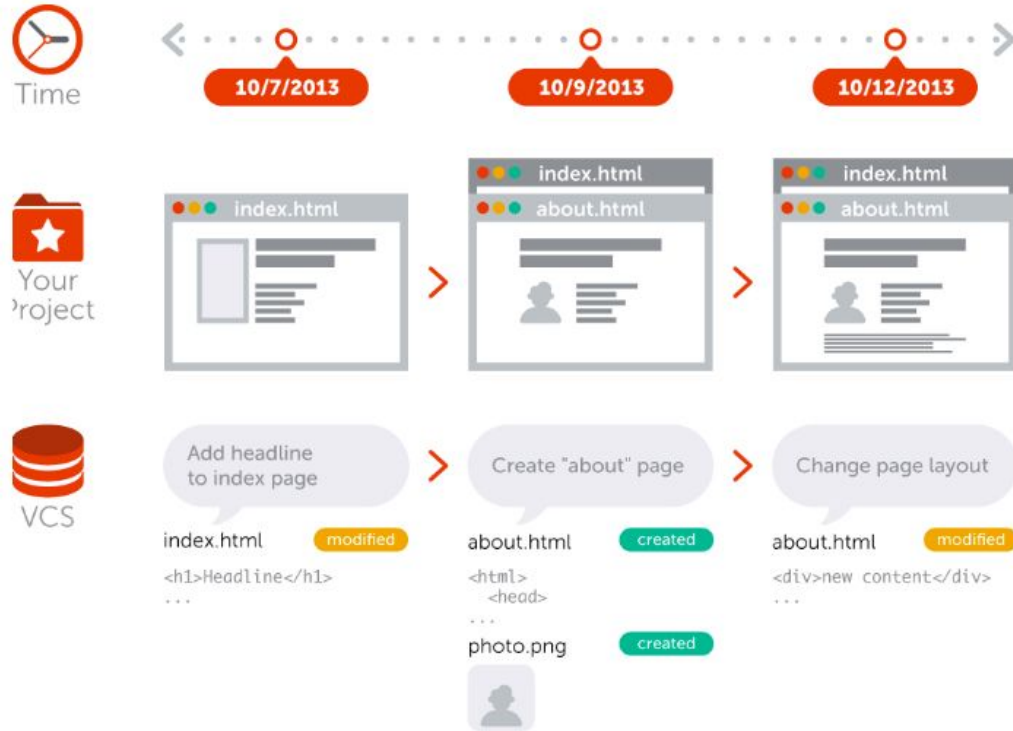 Time
10/7/2013
10/9/2013
10/12/2013
Your
Project
index.html
index.html
about.html
index.html
about.html
VCS
Add headline
to index page
Create "about" page
Change page layout
index.html
modified
<h1>Headline</h1>
...
about.html
created
<html>
<head>
...
photo.png
created
about.html
modified
<div>new content</div>
...